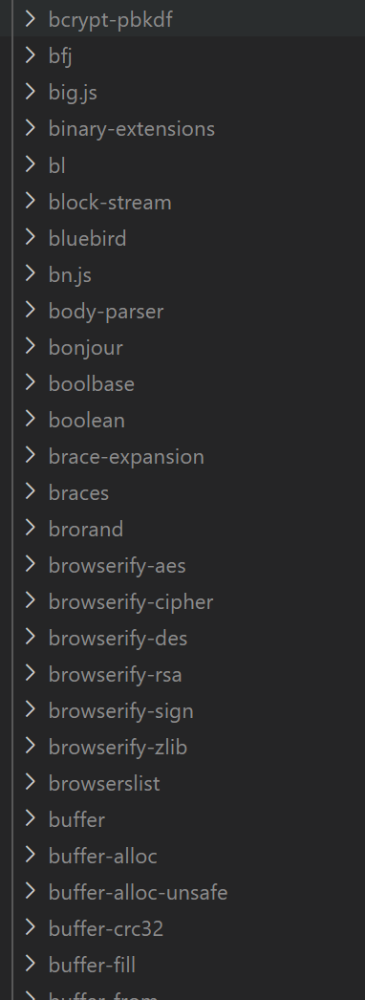 bcrypt-pbkdf
bfj
big.js
binary-extensions
bl
block-stream
bluebird
bn.js
body-parser
bonjour
boolbase
boolean
brace-expansion
braces
brorand
browserify-aes
browserify-cipher
browserify-des
browserify-rsa
browserify-sign
browserify-zlib
browserslist
buffer
buffer-alloc
buffer-alloc-unsafe
buffer-crc32
buffer-fill
buffer-from